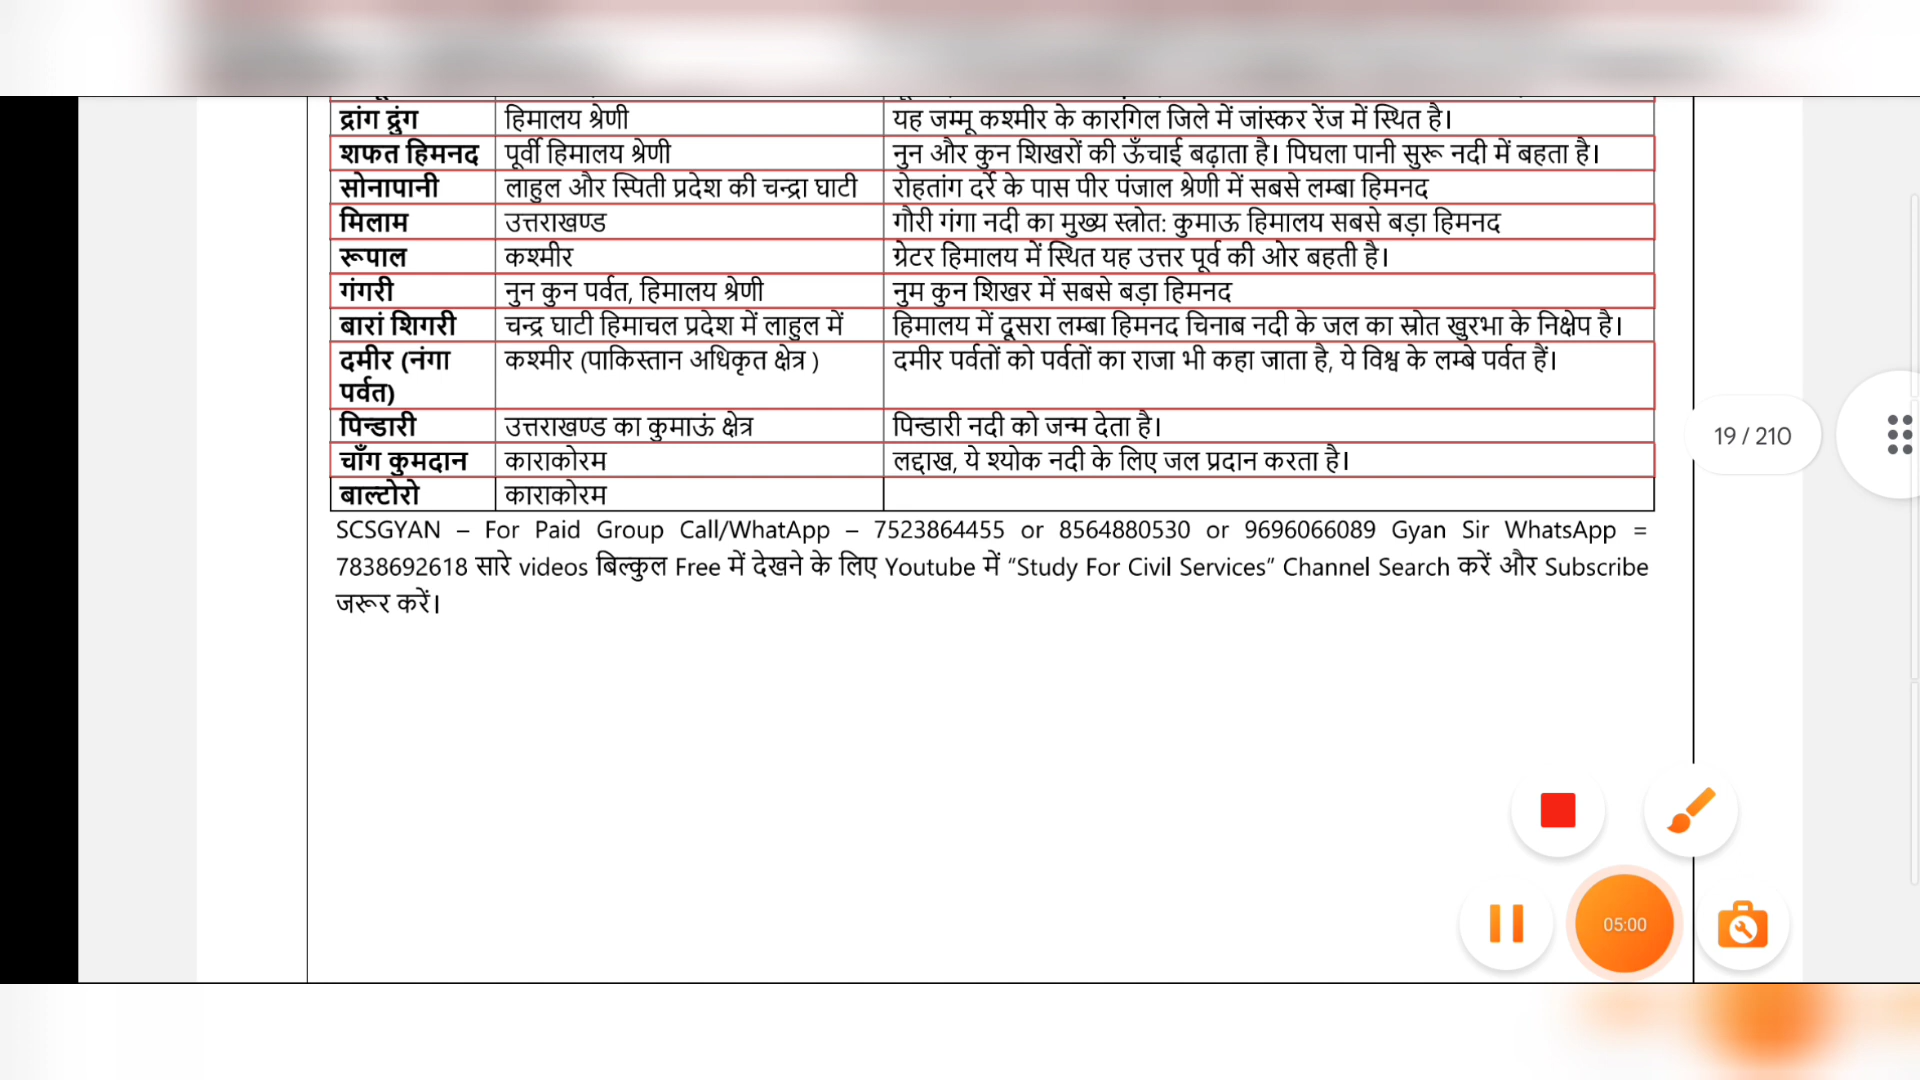 द्रांग द्रुंग हिमालय श्रेणी यह जम्मू कश्मीर के कारगिल जिले में जांस्कर रेंज में स्थित है।
शफत हिमनद पूर्वी हिमालय श्रेणी नुन और कुन शिखरों की ऊँचाई बढ़ाता है। पिघला पानी सुरू नदी में बहता है।
सोनापानी लाहुल और स्पिती प्रदेश की चन्द्रा घाटी रोहतांग दर्रे के पास पीर पंजाल श्रेणी में सबसे लम्बा हिमनद
मिलाम उत्तराखण्ड गौरी गंगा नदी का मुख्य स्त्रोत: कुमाऊ हिमालय सबसे बड़ा हिमनद
रूपाल कश्मीर ग्रेटर हिमालय में स्थित यह उत्तर पूर्व की ओर बहती है।
गंगरी नुन कुन पर्वत, हिमालय श्रेणी नुम कुन शिखर में सबसे बड़ा हिमनद
बारां शिगरी चन्द्र घाटी हिमाचल प्रदेश में लाहुल में हिमालय में दूसरा लम्बा हिमनद चिनाब नदी के जल का स्रोत खुरभा के निक्षेप है।
दमीर (नंगा कश्मीर (पाकिस्तान अधिकृत क्षेत्र ) दमीर पर्वतों को पर्वतों का राजा भी कहा जाता है, ये विश्व के लम्बे पर्वत हैं।
पर्वत)
पिन्डारी उत्तराखण्ड का कुमाऊं क्षेत्र पिन्डारी नदी को जन्म देता है।
चाँग कुमदान काराकोरम लद्दाख, ये श्योक नदी के लिए जल प्रदान करता है।
बाल्टोरो काराकोरम
SCSGYAN – For Paid Group Call/WhatApp – 7523864455 or 8564880530 or 9696066089 Gyan Sir WhatsApp =
7838692618 सारे videos बिल्कुल Free में देखने के लिए Youtube में “Study For Civil Services” Channel Search करें और Subscribe
जरूर करें।
19 / 210
05:00